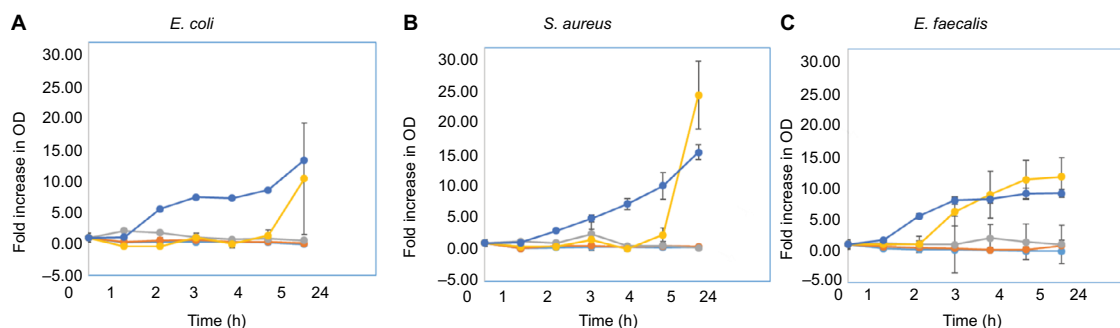 A
E. coli
Fold increase in OD
30.00
25.00
20.00
15.00
10.00
5.00
0.00
–5.00
0 1 2 3 4 5 24
Time (h)
B
S. aureus
Fold increase in OD
30.00
25.00
20.00
15.00
10.00
5.00
0.00
–5.00
0 1 2 3 4 5 24
Time (h)
C
E. faecalis
Fold increase in OD
30.00
25.00
20.00
15.00
10.00
5.00
0.00
–5.00
0 1 2 3 4 5 24
Time (h)